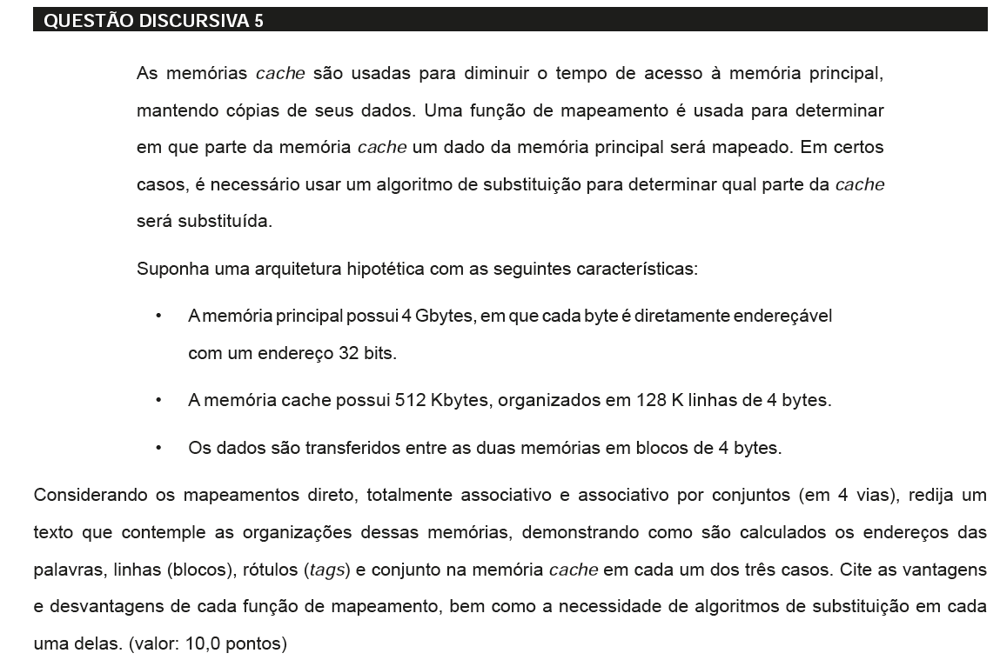 QUESTÃO DISCURSIVA 5
As memórias cache são usadas para diminuir o tempo de acesso à memória principal,
mantendo cópias de seus dados. Uma função de mapeamento é usada para determinar
em que parte da memória cache um dado da memória principal será mapeado. Em certos
casos, é necessário usar um algoritmo de substituição para determinar qual parte da cache
será substituída.
Suponha uma arquitetura hipotética com as seguintes características:
• A memória principal possui 4 Gbytes, em que cada byte é diretamente endereçável
com um endereço 32 bits.
• A memória cache possui 512 Kbytes, organizados em 128 K linhas de 4 bytes.
• Os dados são transferidos entre as duas memórias em blocos de 4 bytes.
Considerando os mapeamentos direto, totalmente associativo e associativo por conjuntos (em 4 vias), redija um
texto que contemple as organizações dessas memórias, demonstrando como são calculados os endereços das
palavras, linhas (blocos), rótulos (tags) e conjunto na memória cache em cada um dos três casos. Cite as vantagens
e desvantagens de cada função de mapeamento, bem como a necessidade de algoritmos de substituição em cada
uma delas. (valor: 10,0 pontos)